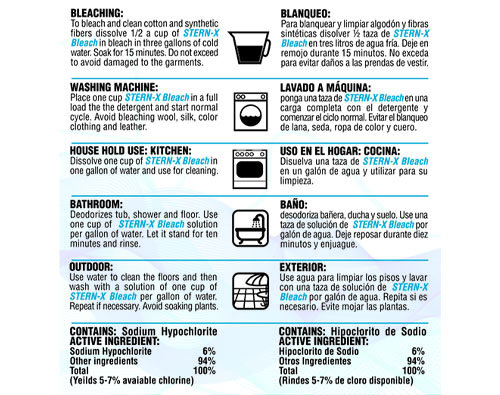 BLEACHING:
To bleach and clean cotton and synthetic
fibers dissolve 1/2 a cup of STERN-X
Bleach in bleach in three gallons of cold
water. Soak for 15 minutes. Do not exceed
to avoid damaged to the garments.
BLANQUEO:
Para blanquear y limpiar algodón y fibras
sintéticas disolver ½ taza de STERN-X
Bleach en tres litros de agua fría. Deje en
remojo durante 15 minutos. No exceda
para evitar daños a las prendas de vestir.
WASHING MACHINE:
Place one cup STERN-X Bleach in a full
load the the detergent and start normal
cycle. Avoid bleaching wool, silk, color
clothing and leather.
LAVADO A MÁQUINA:
ponga una taza de STERN-X Bleach en una
carga completa con el detergente y
comenzar el ciclo normal. Evitar el blanqueo
de lana, seda, ropa de color y cuero.
HOUSE HOLD USE: KITCHEN:
Dissolve one cup of STERN-X Bleach in
one gallon of water and use for cleaning.
USO EN EL HOGAR: COCINA:
Disuelva una taza de STERN-X Bleach
en un galón de agua y utilizar para su
limpieza.
BATHROOM:
Deodorizes tub, shower and floor. Use
one cup of STERN-X Bleach solution
per gallon of water. Let it stand for ten
minutes and rinse.
BAÑO:
desodoriza bañera, ducha y suelo. Use una
taza de solución de STERN-X Bleach por
galón de agua. Deje reposar durante diez
minutos y enjuague.
OUTDOOR:
Use water to clean the floors and then
wash with a solution of one cup of
STERN-X Bleach per gallon of water.
Repeat if necessary. Avoid soaking plants.
EXTERIOR:
Use agua para limpiar los pisos y lavar
con una taza de solución de STERN-X
Bleach por galón de agua. Repita si es
necesario. Evite mojar las plantas.
CONTAINS: Sodium Hypochlorite
ACTIVE INGREDIENT:
Sodium Hypochlorite 6%
Other ingredients 94%
Total 100%
(Yeilds 5-7% avaiable chlorine)
CONTAINS: Hipoclorito de Sodio
ACTIVE INGREDIENT:
Hipoclorito de Sodio 6%
Otros Ingredientes 94%
Total 100%
(Rindes 5-7% de cloro disponible)